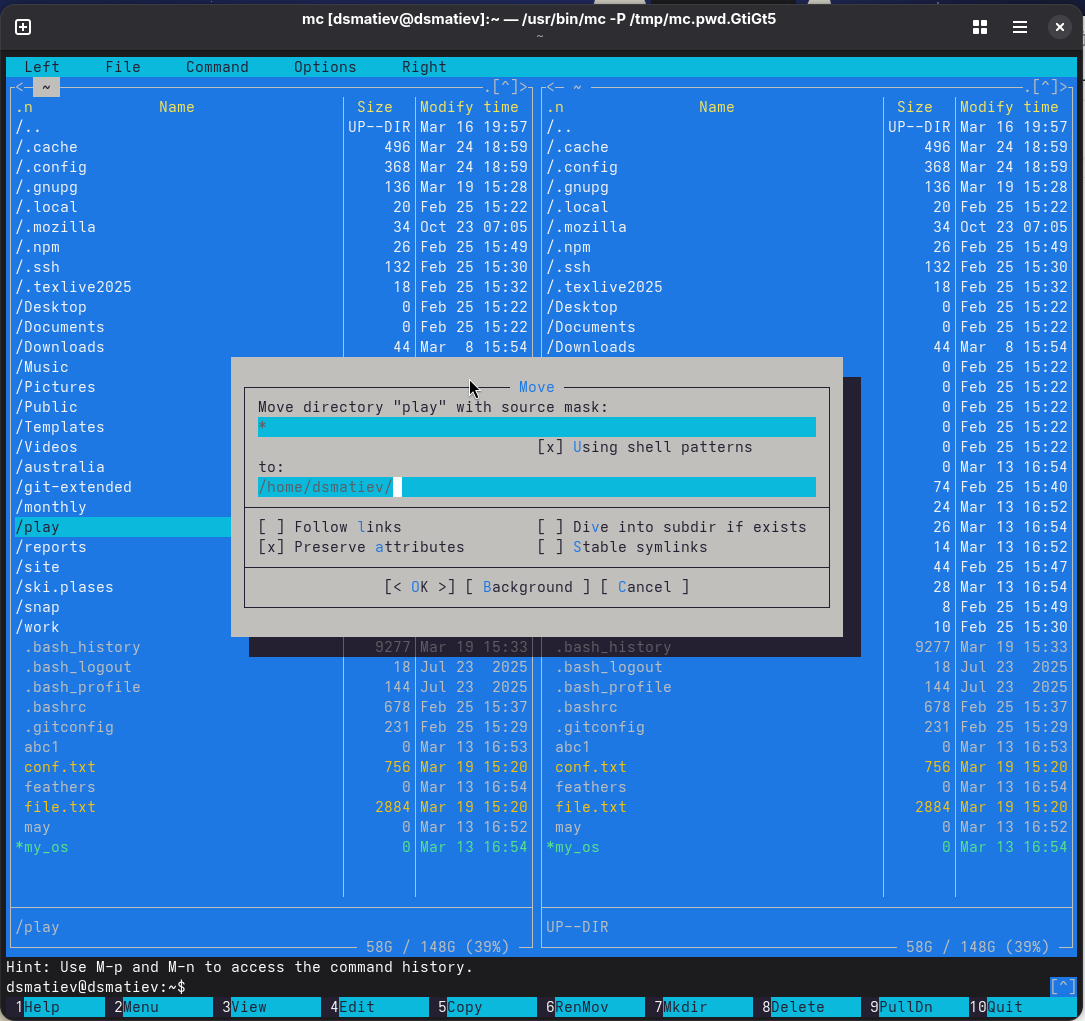 mc [dsmatiev@dsmatiev]:~ — /usr/bin/mc -P /tmp/mc.pwd.GtiGt5
~
Left File Command Options Right
<─ ~ .[^]> <─ ~ .[^]>
.n Name Size Modify time .n Name Size Modify time
/.. UP--DIR Mar 16 19:57 /.. UP--DIR Mar 16 19:57
/.cache 496 Mar 24 18:59 /.cache 496 Mar 24 18:59
/.config 368 Mar 24 18:59 /.config 368 Mar 24 18:59
/.gnupg 136 Mar 19 15:28 /.gnupg 136 Mar 19 15:28
/.local 20 Feb 25 15:22 /.local 20 Feb 25 15:22
/.mozilla 34 Oct 23 07:05 /.mozilla 34 Oct 23 07:05
/.npm 26 Feb 25 15:49 /.npm 26 Feb 25 15:49
/.ssh 132 Feb 25 15:30 /.ssh 132 Feb 25 15:30
/.texlive2025 18 Feb 25 15:32 /.texlive2025 18 Feb 25 15:32
/Desktop 0 Feb 25 15:22 /Desktop 0 Feb 25 15:22
/Documents 0 Feb 25 15:22 /Documents 0 Feb 25 15:22
/Downloads 44 Mar 8 15:54 /Downloads 44 Mar 8 15:54
/Music 0 Feb 25 15:22
/Pictures Move 0 Feb 25 15:22
/Public Move directory "play" with source mask: 0 Feb 25 15:22
/Templates * 0 Feb 25 15:22
/Videos [x] Using shell patterns 0 Feb 25 15:22
/australia to: 0 Mar 13 16:54
/git-extended /home/dsmatiev/ 74 Feb 25 15:40
/monthly 24 Mar 13 16:52
/play [ ] Follow links [ ] Dive into subdir if exists 26 Mar 13 16:54
/reports [x] Preserve attributes [ ] Stable symlinks 14 Mar 13 16:52
/site 44 Feb 25 15:47
/ski.plases [< OK >] [ Background ] [ Cancel ] 28 Mar 13 16:54
/snap 8 Feb 25 15:49
/work 10 Feb 25 15:30
.bash_history 9277 Mar 19 15:33 .bash_history 9277 Mar 19 15:33
.bash_logout 18 Jul 23 2025 .bash_logout 18 Jul 23 2025
.bash_profile 144 Jul 23 2025 .bash_profile 144 Jul 23 2025
.bashrc 678 Feb 25 15:37 .bashrc 678 Feb 25 15:37
.gitconfig 231 Feb 25 15:29 .gitconfig 231 Feb 25 15:29
abc1 0 Mar 13 16:53 abc1 0 Mar 13 16:53
conf.txt 756 Mar 19 15:20 conf.txt 756 Mar 19 15:20
feathers 0 Mar 13 16:54 feathers 0 Mar 13 16:54
file.txt 2884 Mar 19 15:20 file.txt 2884 Mar 19 15:20
may 0 Mar 13 16:52 may 0 Mar 13 16:52
*my_os 0 Mar 13 16:54 *my_os 0 Mar 13 16:54
/play UP--DIR
58G / 148G (39%) 58G / 148G (39%)
Hint: Use M-p and M-n to access the command history.
dsmatiev@dsmatiev:~$ [^]
1Help 2Menu 3View 4Edit 5Copy 6RenMov 7Mkdir 8Delete 9PullDn 10Quit